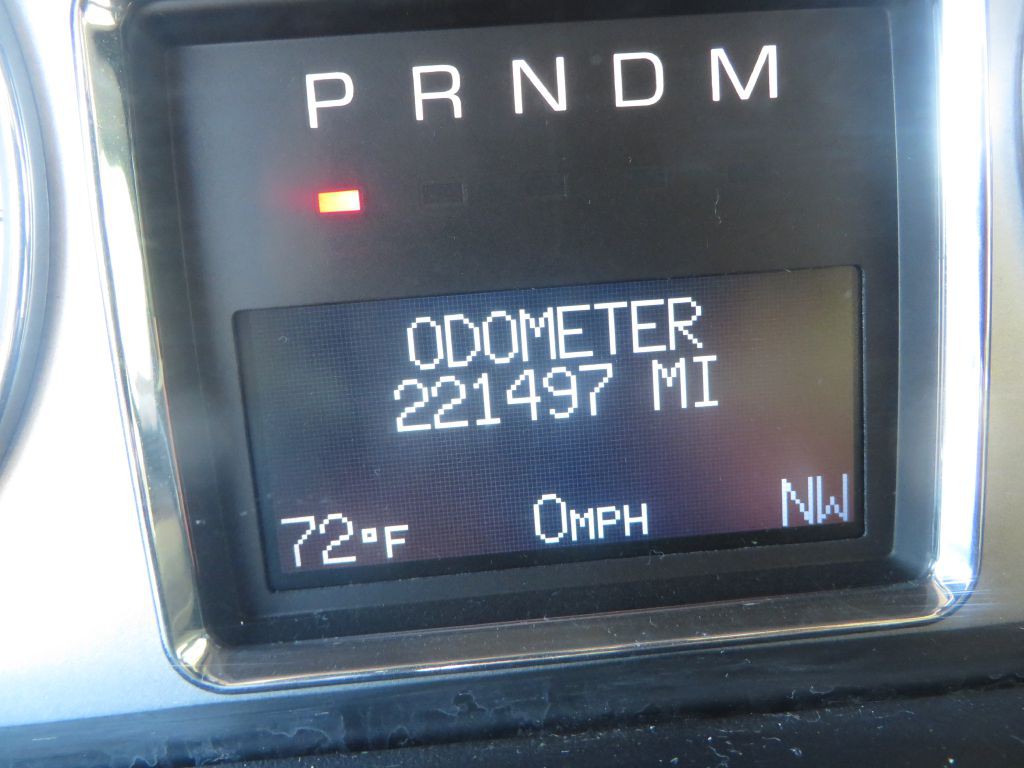 P R N D M
ODOMETER
221497 MI
72°F 0MPH NW